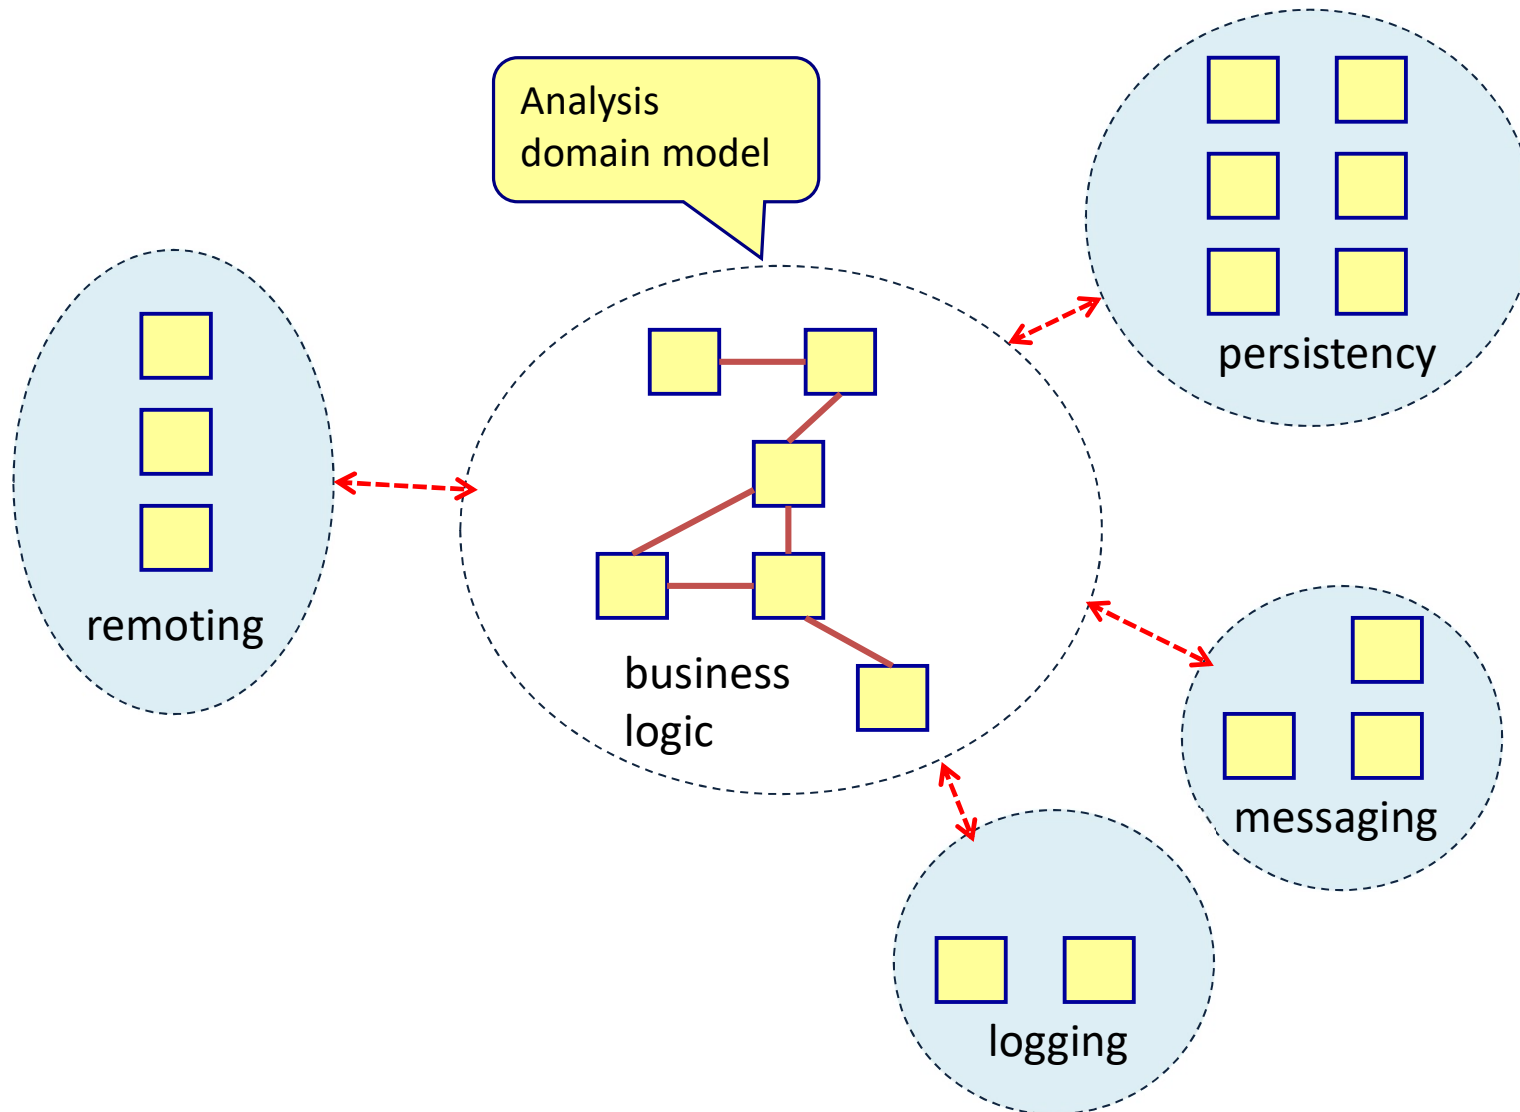 Analysis
domain model
persistency
remoting
business
logic
messaging
logging